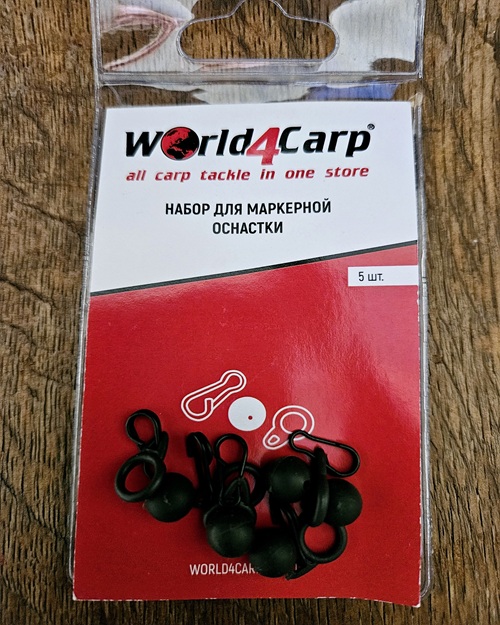 World4Carp®
all carp tackle in one store
НАБОР ДЛЯ МАРКЕРНОЙ
ОСНАСТКИ
5 шт.